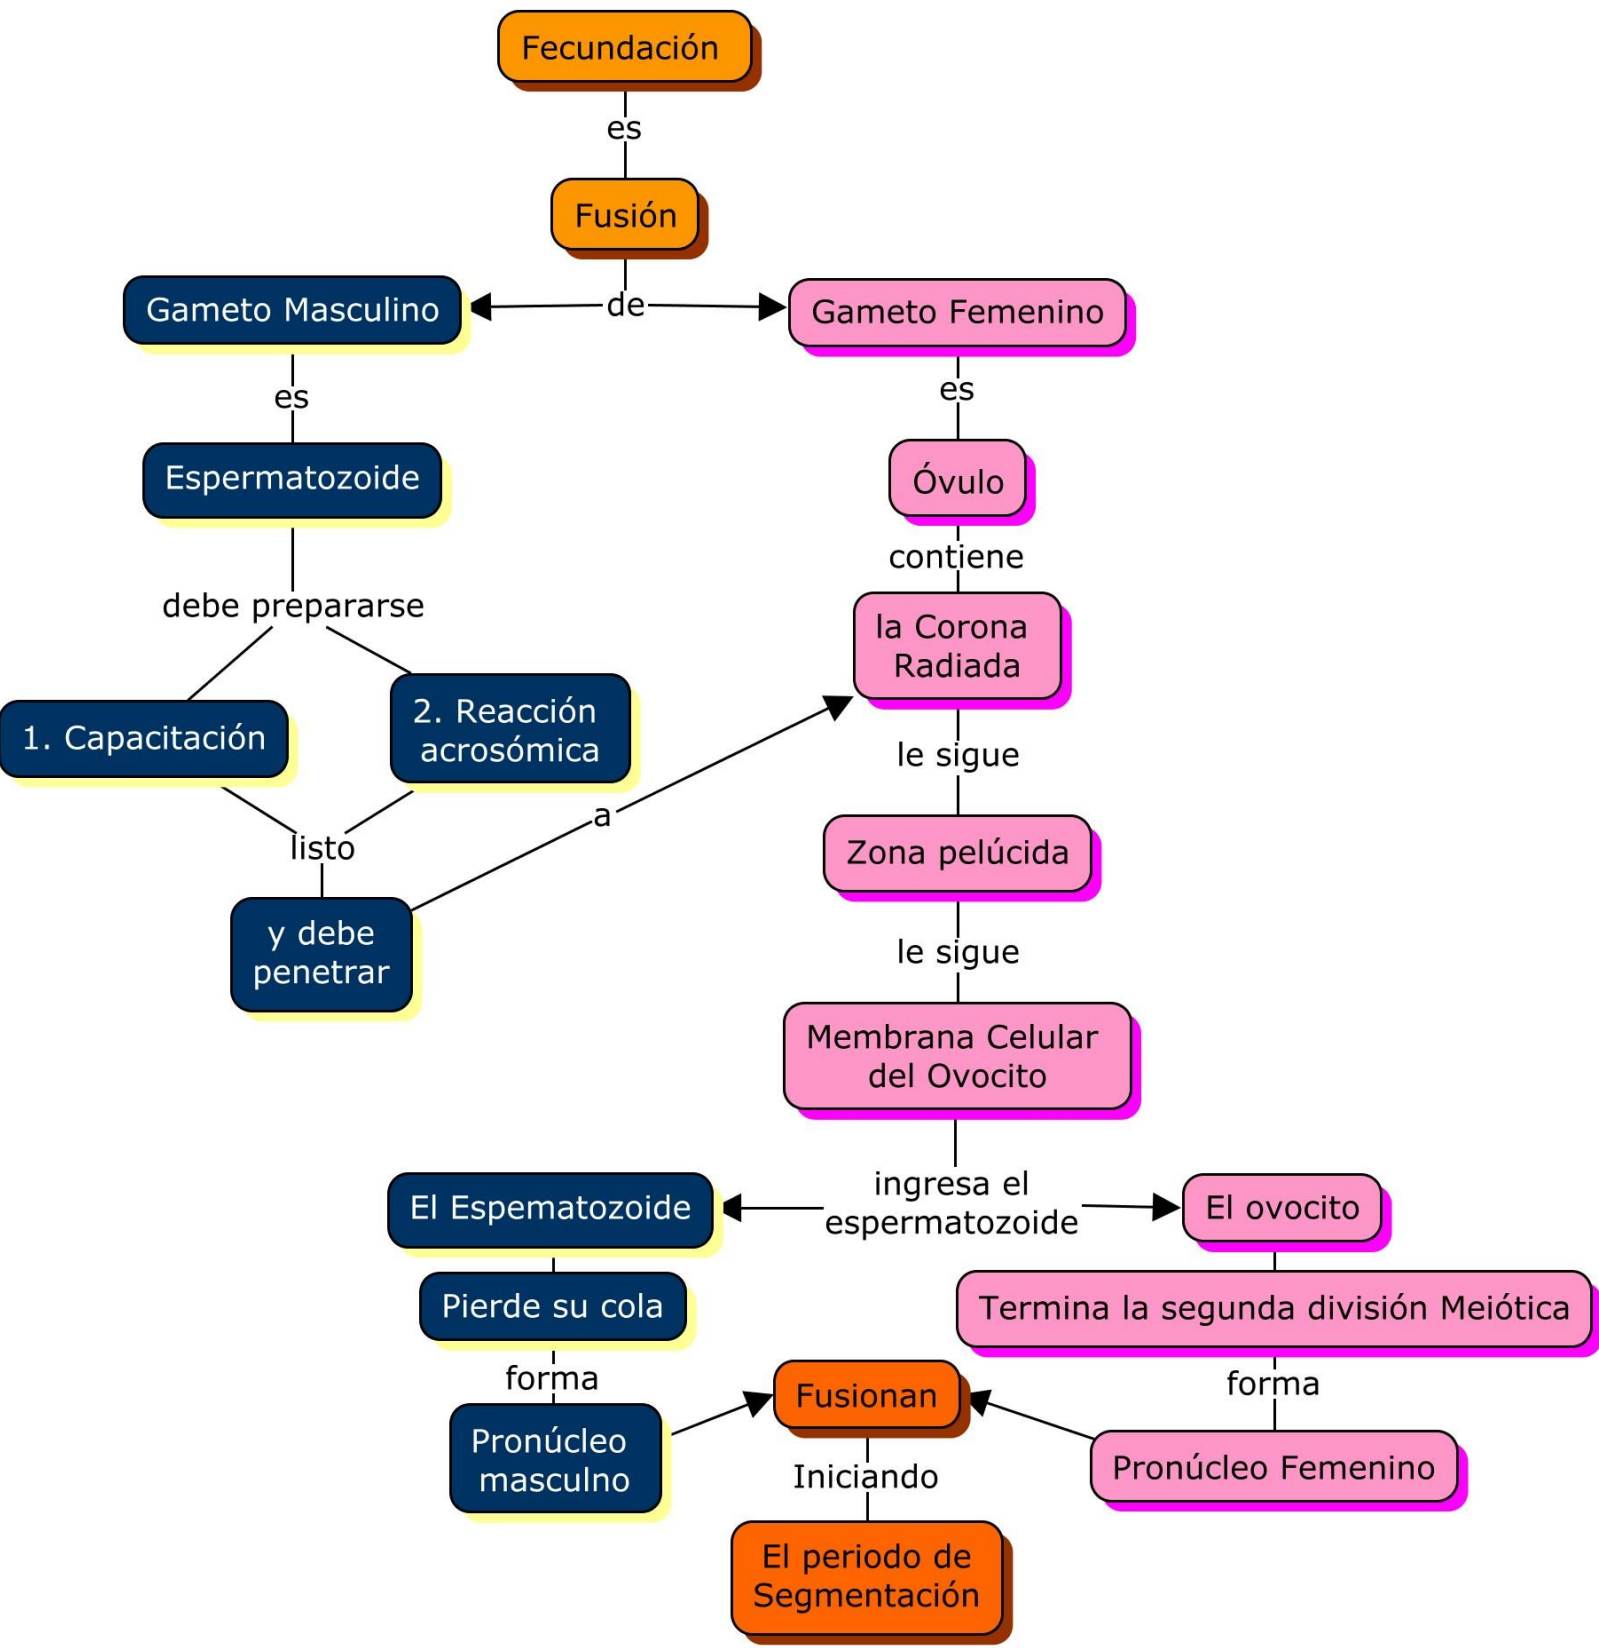 Fecundación
es
Fusión
de
Gameto Masculino
Gameto Femenino
es
es
Espermatozoide
Óvulo
contiene
debe prepararse
la Corona
Radiada
1. Capacitación
2. Reacción
acrosómica
le sigue
a
listo
Zona pelúcida
y debe
penetrar
le sigue
Membrana Celular
del Ovocito
ingresa el
espermatozoide
El Espematozoide
El ovocito
Pierde su cola
Termina la segunda división Meiótica
forma
forma
Fusionan
Pronúcleo
masculno
Pronúcleo Femenino
Iniciando
El periodo de
Segmentación